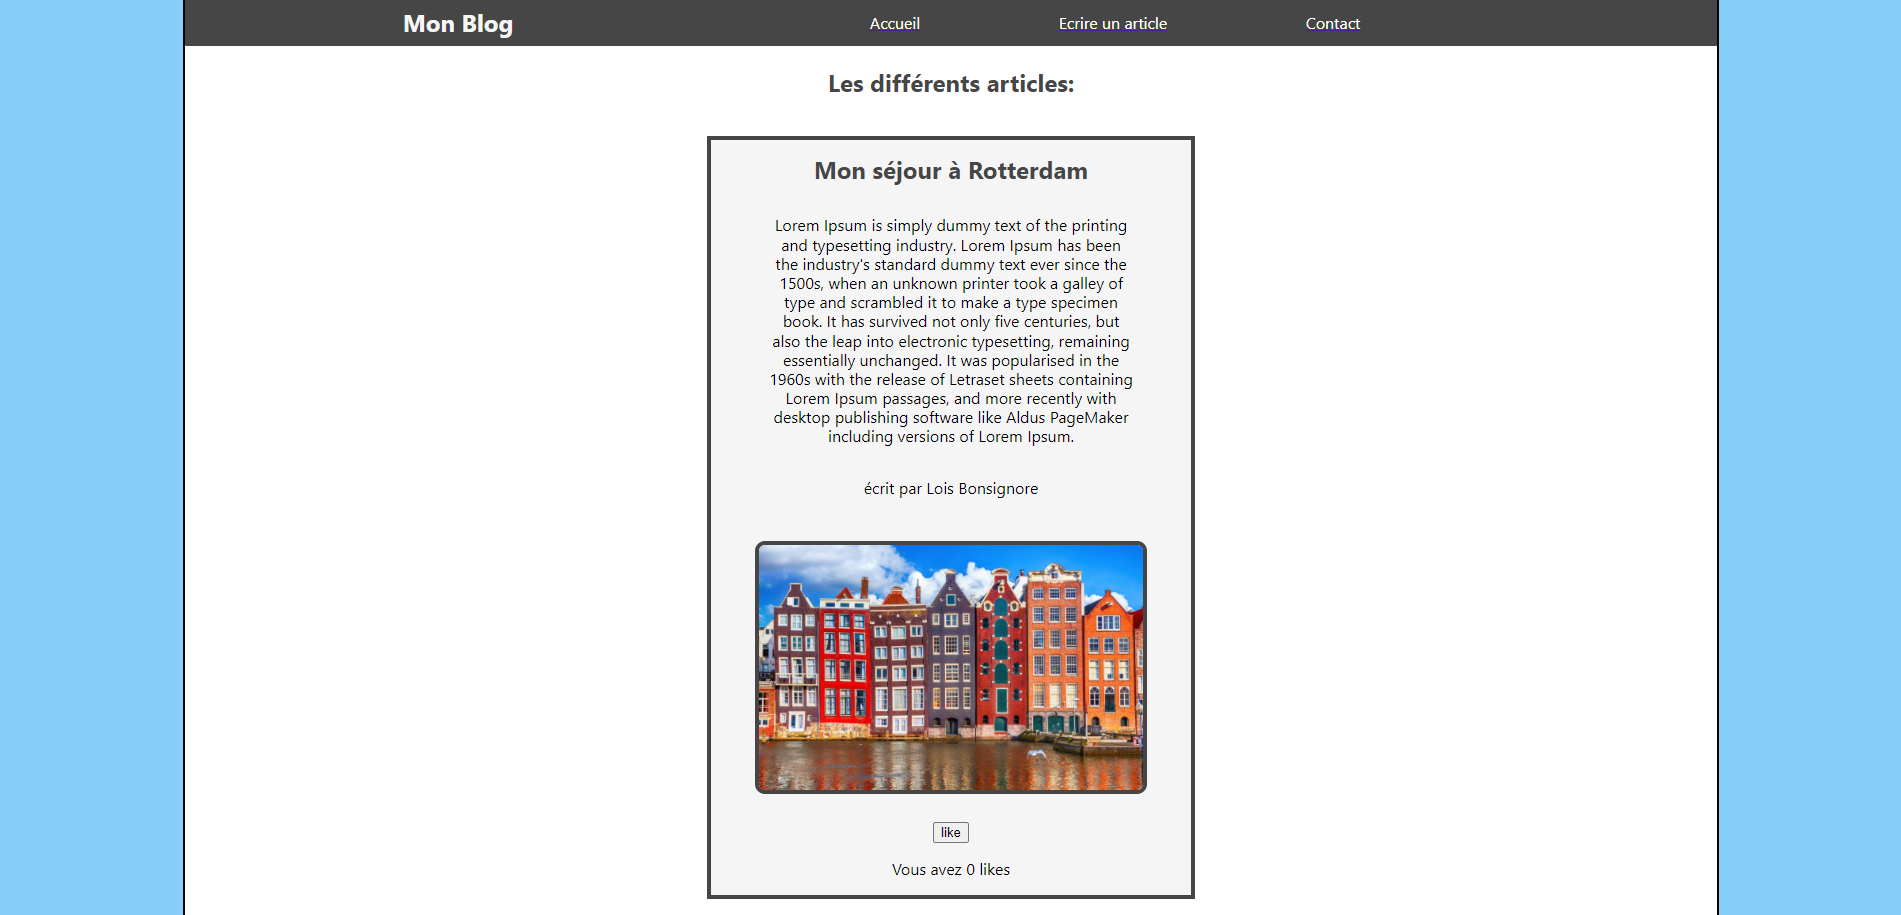 Mon Blog
Accueil
Ecrire un article
Contact
Les différents articles:
Mon séjour à Rotterdam
Lorem Ipsum is simply dummy text of the printing
and typesetting industry. Lorem Ipsum has been
the industry's standard dummy text ever since the
1500s, when an unknown printer took a galley of
type and scrambled it to make a type specimen
book. It has survived not only five centuries, but
also the leap into electronic typesetting, remaining
essentially unchanged. It was popularised in the
1960s with the release of Letraset sheets containing
Lorem Ipsum passages, and more recently with
desktop publishing software like Aldus PageMaker
including versions of Lorem Ipsum.
écrit par Lois Bonsignore
like
Vous avez 0 likes